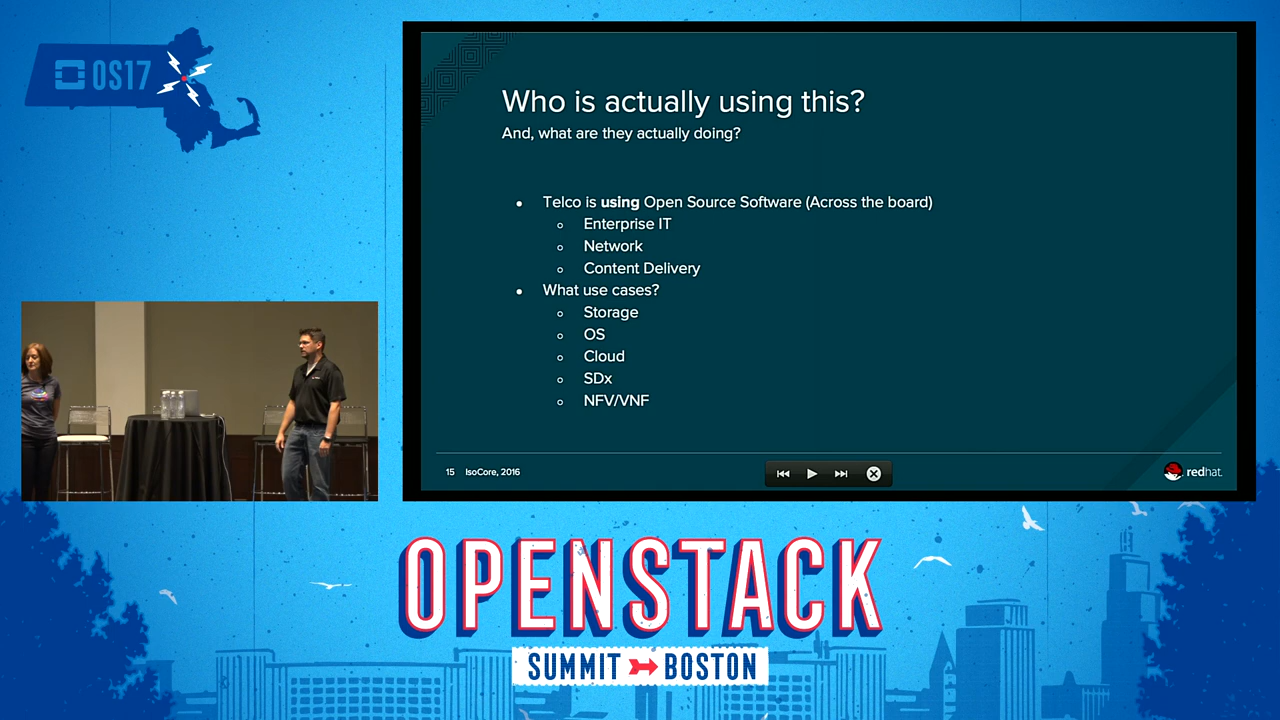 OS17
Who is actually using this?
And, what are they actually doing?
Telco is using Open Source Software (Across the board)
Enterprise IT
Network
Content Delivery
What use cases?
Storage
OS
Cloud
SDx
NFV/VNF
15 IsoCore, 2016
redhat.
OPENSTACK
SUMMIT BOSTON